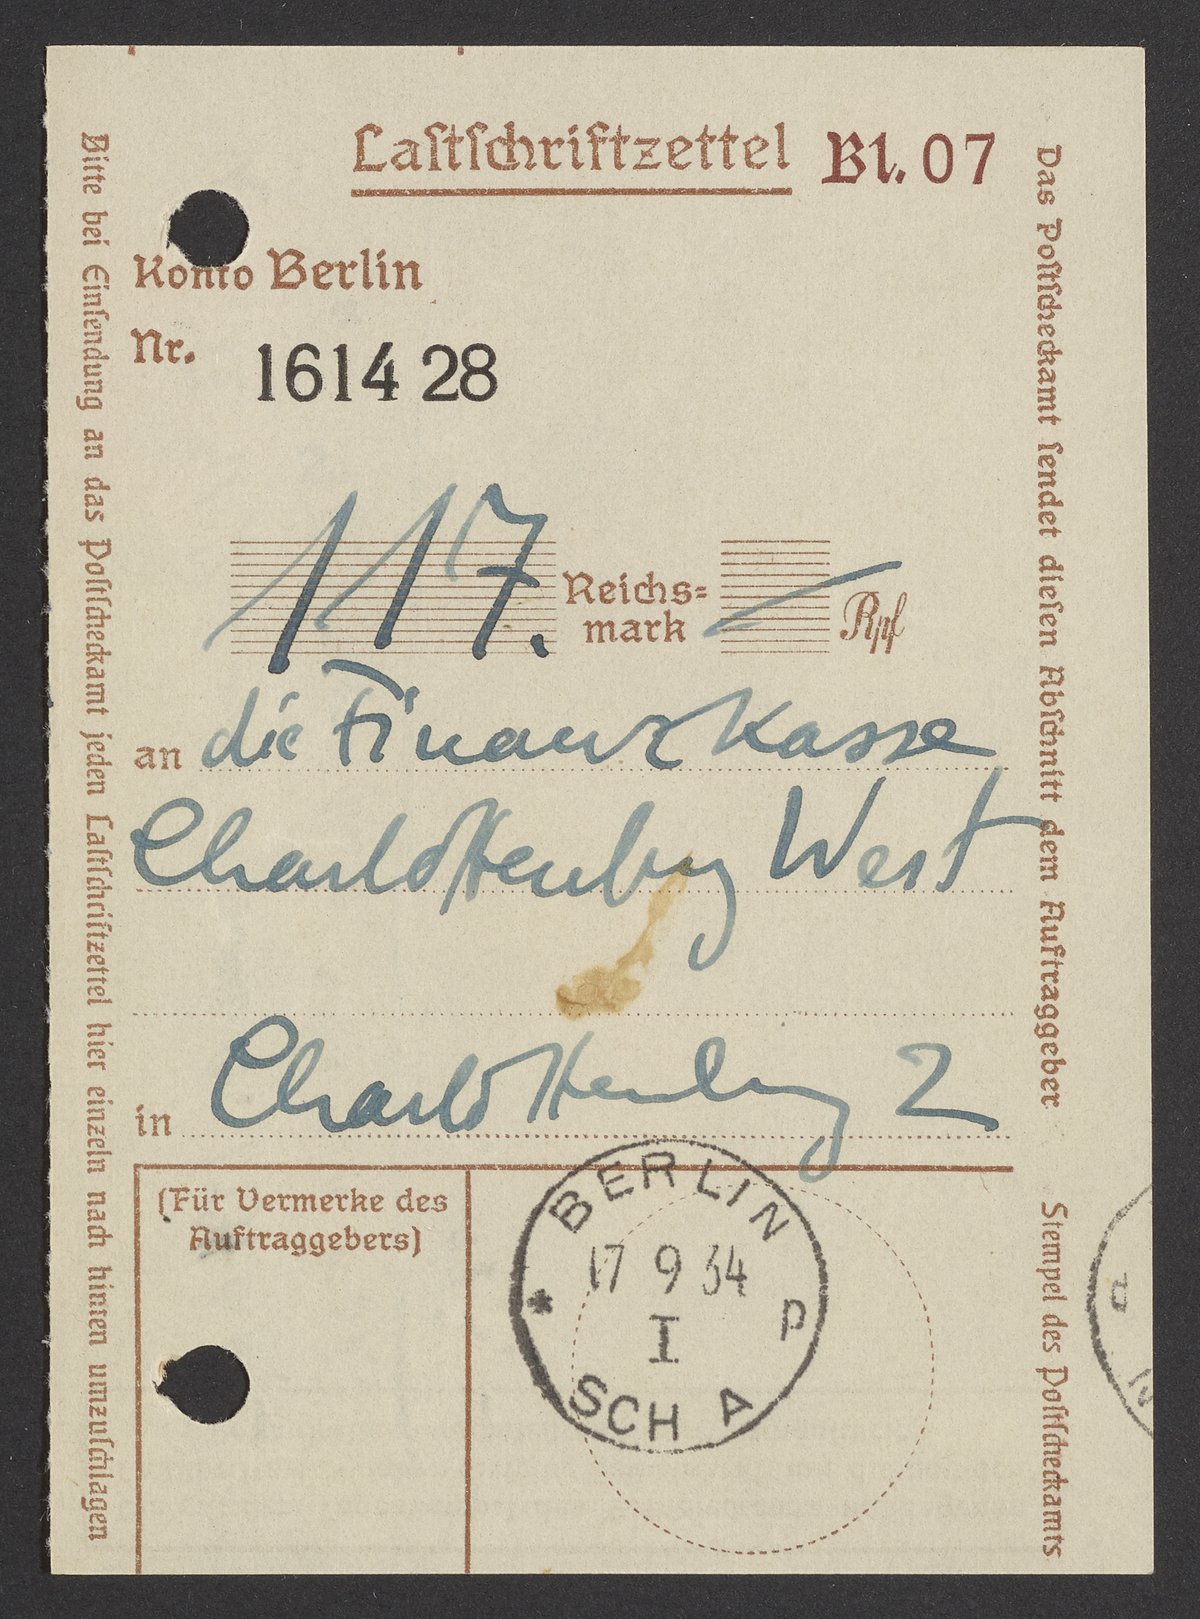 Lastschriftzettel Bl. 07
Konto Berlin
Nr. 1614 28
117. Reichs=
mark — Rpf
an die Finanzkasse
Charlottenburg West
in Charlottenburg 2
(Für Vermerke des
Auftraggebers)
BERLIN
17 9 34
I
* SCH A p
Bitte bei Einsendung an das Postscheckamt jeden Lastschriftzettel hier einzeln nach hinten umzuschlagen
Das Postscheckamt sendet diesen Abschnitt dem Auftraggeber
Stempel des Postscheckamts